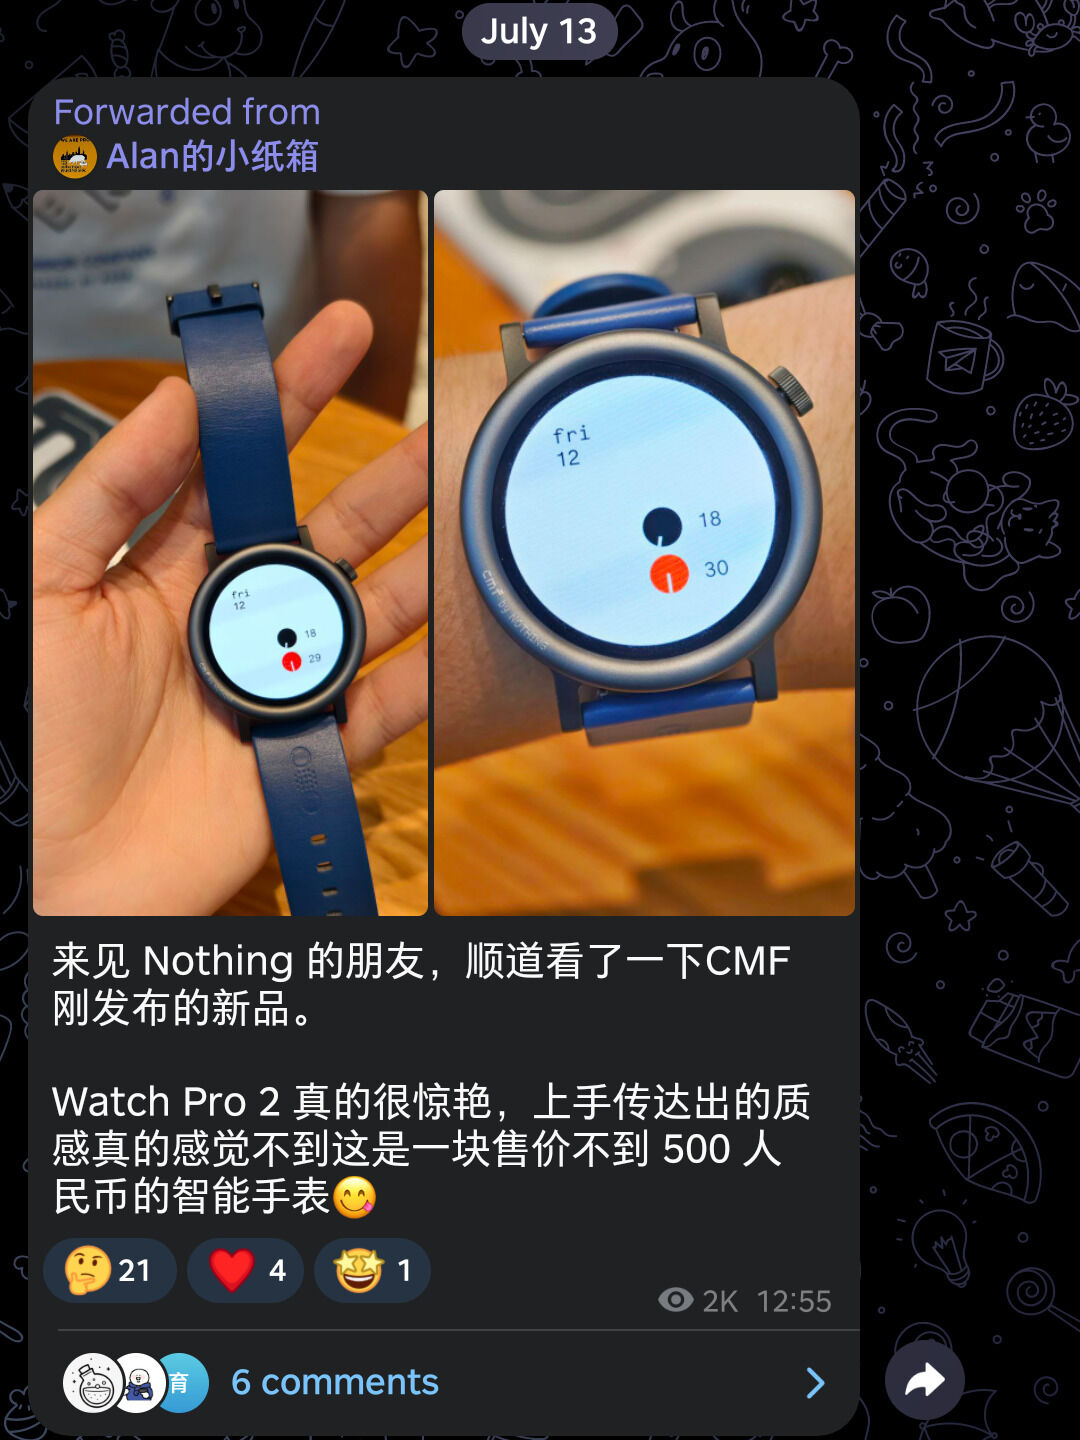 July 13
Forwarded from
Alan的小纸箱
fri
12
18
29
fri
12
18
30
cmf by NOTHING
来见 Nothing 的朋友，顺道看了一下CMF
刚发布的新品。
Watch Pro 2 真的很惊艳，上手传达出的质
感真的感觉不到这是一块售价不到 500 人
民币的智能手表😋
🤔 21 ❤️ 4 🤩 1
2K 12:55
育
6 comments